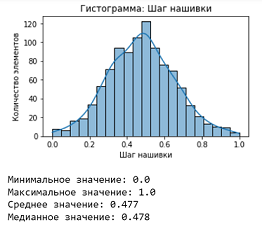 Гистограмма: Шаг нашивки
Количество элементов
120
100
80
60
40
20
0
0.0 0.2 0.4 0.6 0.8 1.0
Шаг нашивки
Минимальное значение: 0.0
Максимальное значение: 1.0
Среднее значение: 0.477
Медианное значение: 0.478